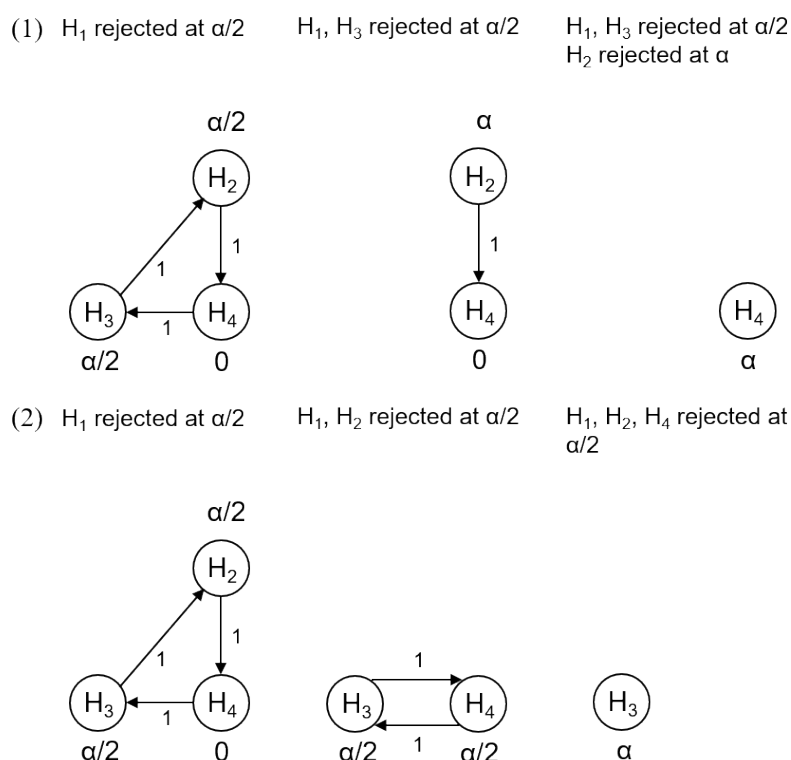 (1) H₁ rejected at α/2
H₁, H₃ rejected at α/2
H₁, H₃ rejected at α/2
H₂ rejected at α
α/2
H₂
1
1
H₃
1
H₄
α/2
0
α
H₂
1
H₄
0
H₄
α
(2) H₁ rejected at α/2
H₁, H₂ rejected at α/2
H₁, H₂, H₄ rejected at
α/2
α/2
H₂
1
1
H₃
1
H₄
α/2
0
1
H₃
H₄
α/2
1
α/2
H₃
α